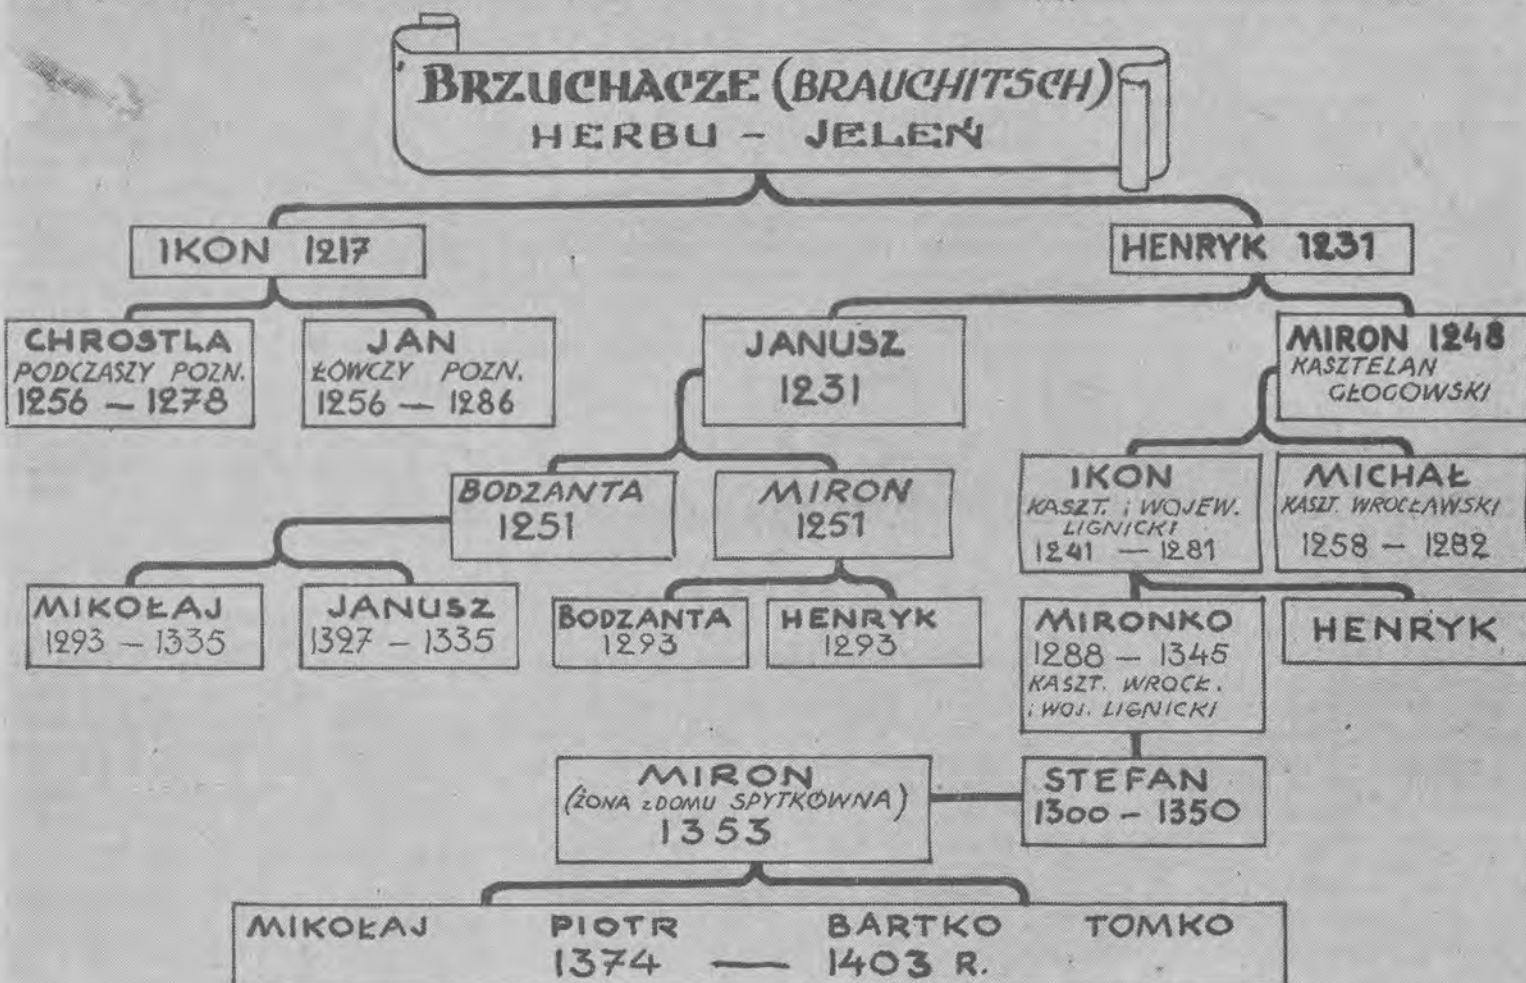 BRZUCHACZE (BRAUCHITSCH)
HERBU - JELEŃ
IKON 1217
HENRYK 1231
CHROSTLA
PODCZASZY POZN.
1256 — 1278
JAN
ŁOWCZY POZN.
1256 — 1286
JANUSZ
1231
MIRON 1248
KASZTELAN
GŁOGOWSKI
BODZANTA
1251
MIRON
1251
IKON
KASZT. i WOJEW.
LIGNICKI
1241 — 1281
MICHAŁ
KASZT. WROCŁAWSKI
1258 — 1282
MIKOŁAJ
1293 — 1335
JANUSZ
1327 — 1335
BODZANTA
1293
HENRYK
1293
MIRONKO
1288 — 1345
KASZT. WROCŁ.
i WOJ. LIGNICKI
HENRYK
MIRON
(ŻONA z DOMU SPYTKÓWNA)
1353
STEFAN
1300 — 1350
MIKOŁAJ PIOTR BARTKO TOMKO
1374 — 1403 R.